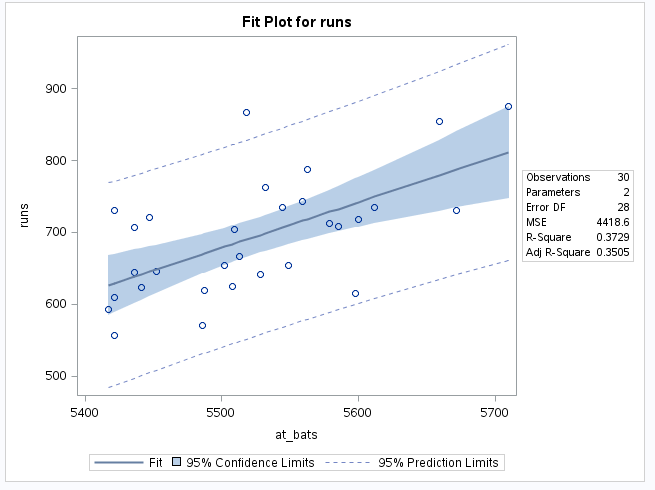 Fit Plot for runs
900
800
700
600
500
runs
5400 5500 5600 5700
at_bats
Observations 30
Parameters 2
Error DF 28
MSE 4418.6
R-Square 0.3729
Adj R-Square 0.3505
Fit 95% Confidence Limits 95% Prediction Limits